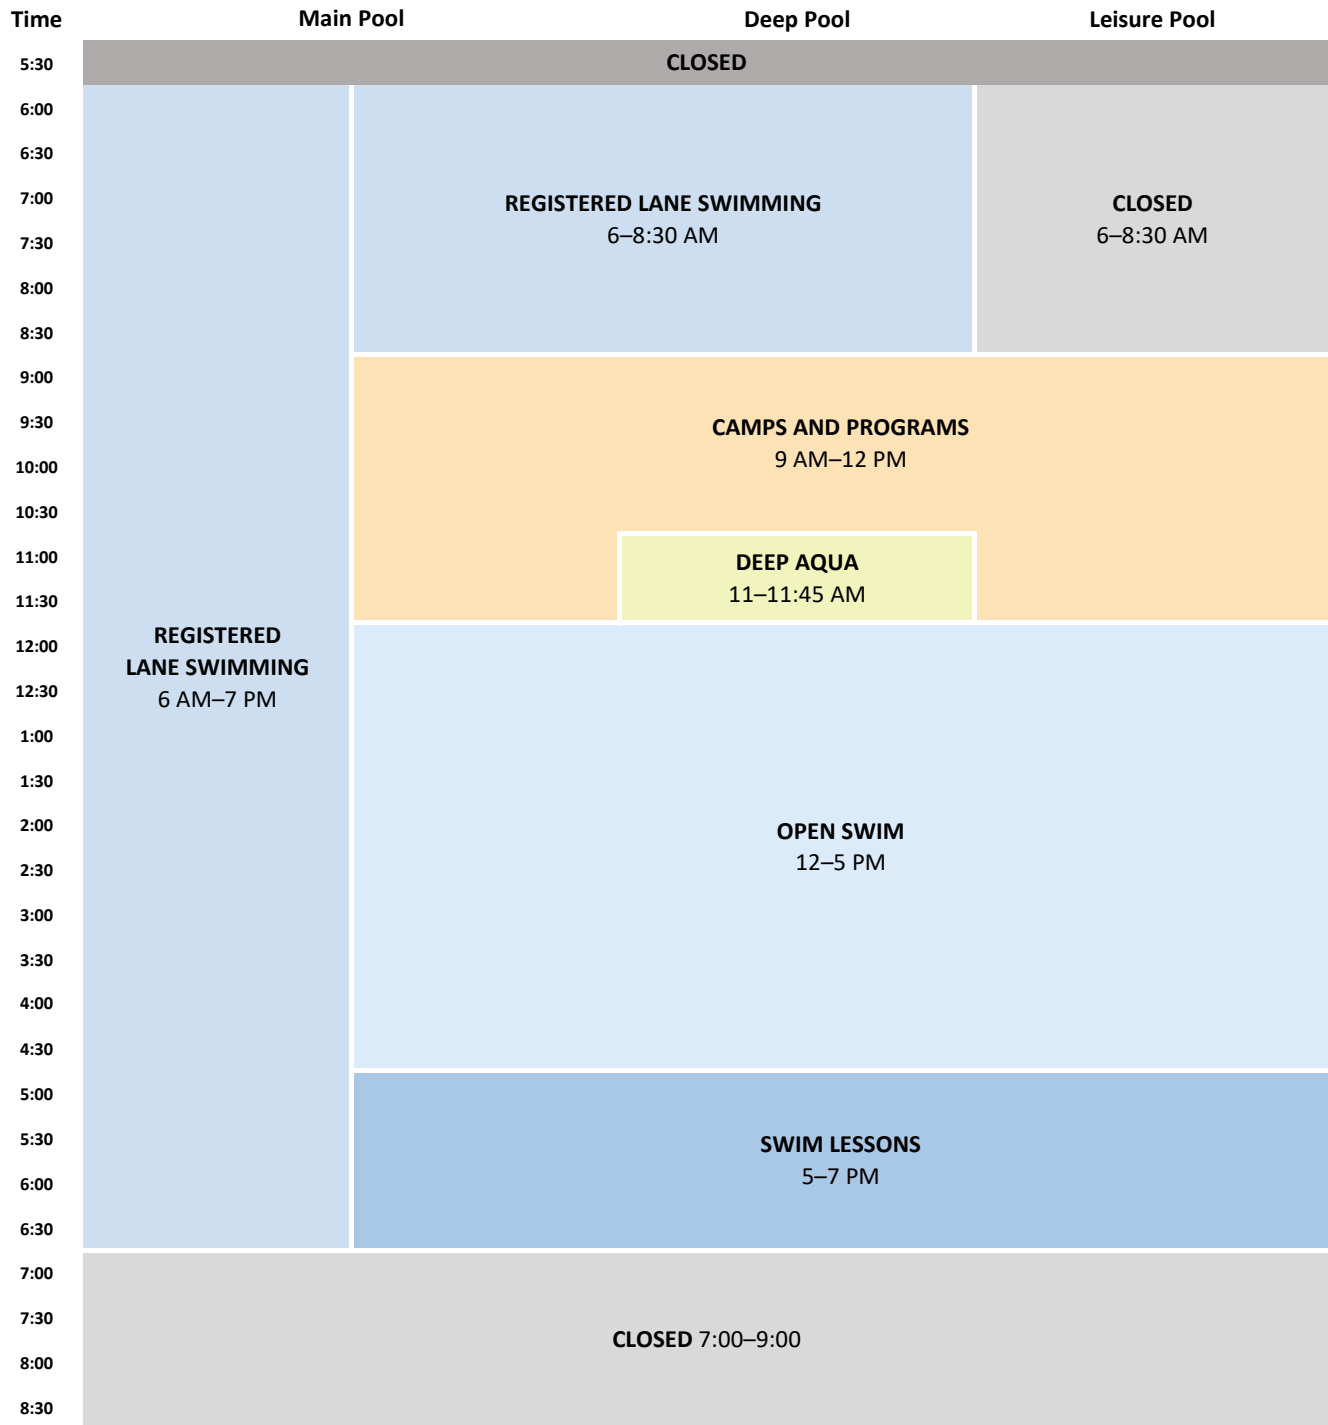 Time Main Pool Deep Pool Leisure Pool
5:30
CLOSED
6:00
6:30
7:00
REGISTERED LANE SWIMMING
6–8:30 AM
CLOSED
6–8:30 AM
7:30
8:00
8:30
9:00
9:30
CAMPS AND PROGRAMS
9 AM–12 PM
10:00
10:30
11:00
DEEP AQUA
11–11:45 AM
11:30
REGISTERED
LANE SWIMMING
6 AM–7 PM
12:00
12:30
1:00
1:30
2:00
OPEN SWIM
12–5 PM
2:30
3:00
3:30
4:00
4:30
5:00
5:30
SWIM LESSONS
5–7 PM
6:00
6:30
7:00
7:30
CLOSED 7:00–9:00
8:00
8:30